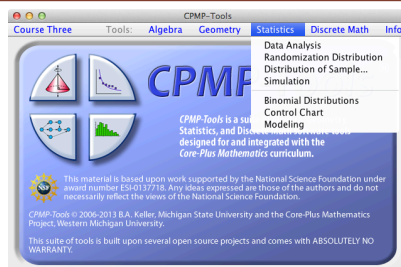 CPMP-Tools
Course Three Tools: Algebra Geometry Statistics Discrete Math Info
Data Analysis
Randomization Distribution
Distribution of Sample...
Simulation
Binomial Distributions
Control Chart
Modeling
CPMP
CPMP-Tools is a sui
Statistics, and Dis
designed for and integrated with the
Core-Plus Mathematics curriculum.
NSF
This material is based upon work supported by the National Science Foundation under
award number ESI-0137718. Any ideas expressed are those of the authors and do not
necessarily reflect the views of the National Science Foundation.
CPMP-Tools © 2006-2013 B.A. Keller, Michigan State University and the Core-Plus Mathematics
Project, Western Michigan University.
This suite of tools is built upon several open source projects and comes with ABSOLUTELY NO
WARRANTY.